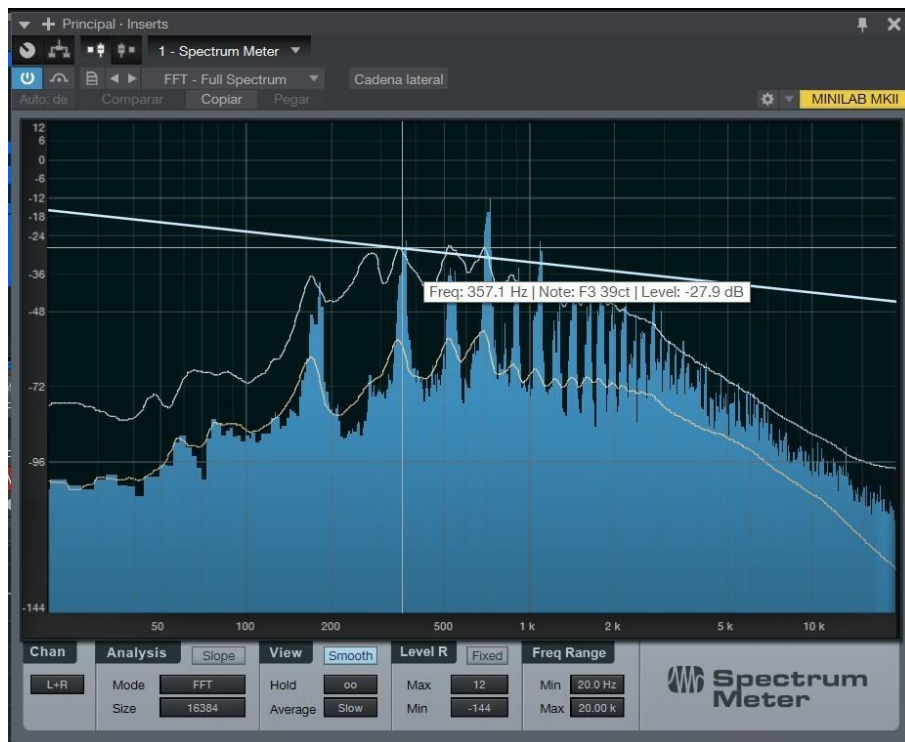 Principal - Inserts
1 - Spectrum Meter
FFT - Full Spectrum
Cadena lateral
Auto: de Comparar Copiar Pegar
MINILAB MKII
12
6
0
-6
-12
-18
-24
-36
-48
-72
-96
-144
Freq: 357.1 Hz | Note: F3 39ct | Level: -27.9 dB
50 100 200 500 1 k 2 k 5 k 10 k
Chan Analysis Slope View Smooth Level R Fixed Freq Range
L+R Mode FFT Hold oo Max 12 Min 20.0 Hz
Size 16384 Average Slow Min -144 Max 20.00 k
Spectrum
Meter